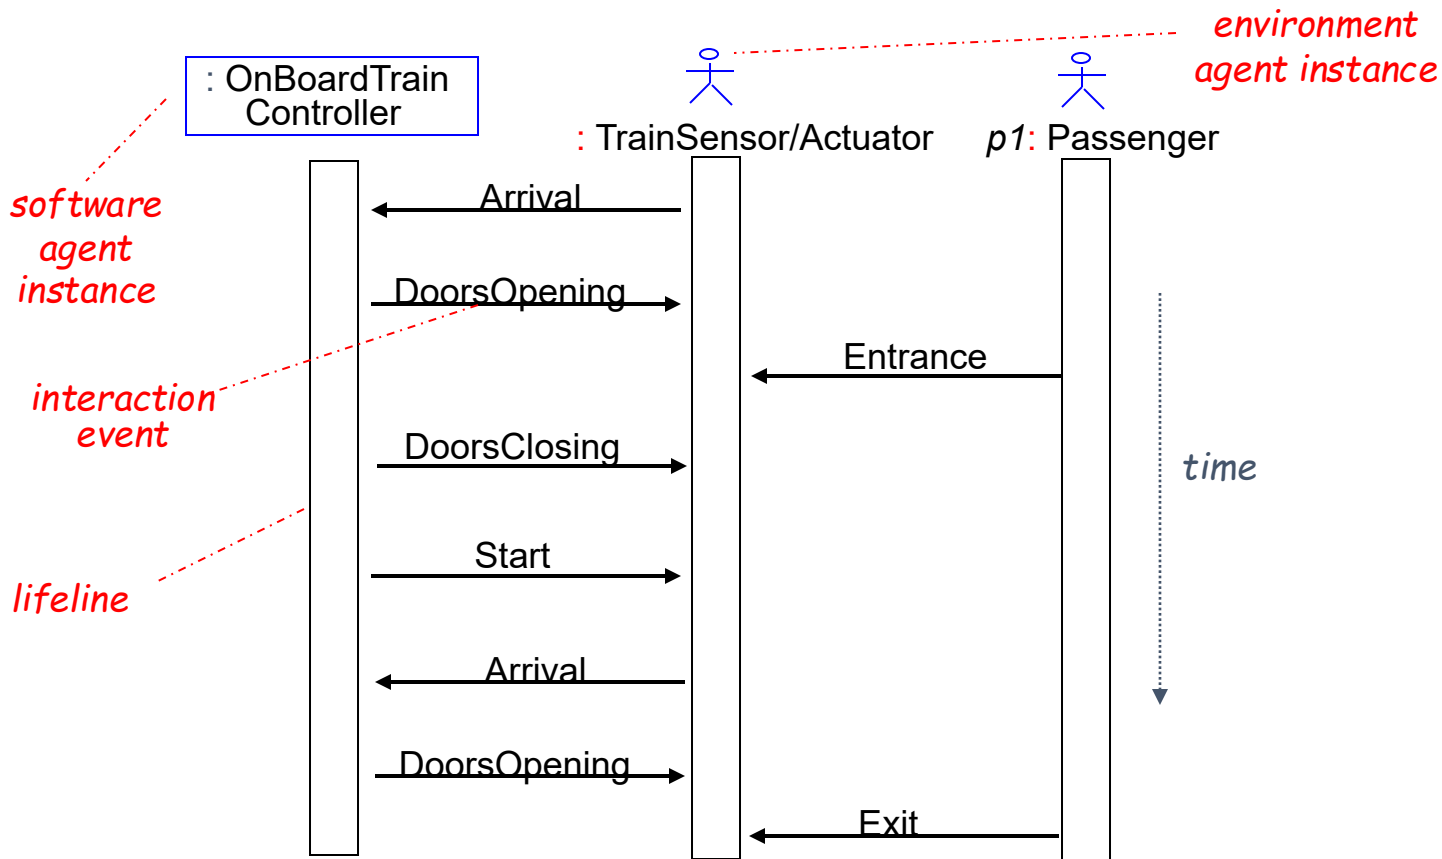 environment
agent instance
: OnBoardTrain
Controller
: TrainSensor/Actuator
p1: Passenger
Arrival
software
agent
instance
DoorsOpening
Entrance
interaction
event
DoorsClosing
time
Start
lifeline
Arrival
DoorsOpening
Exit